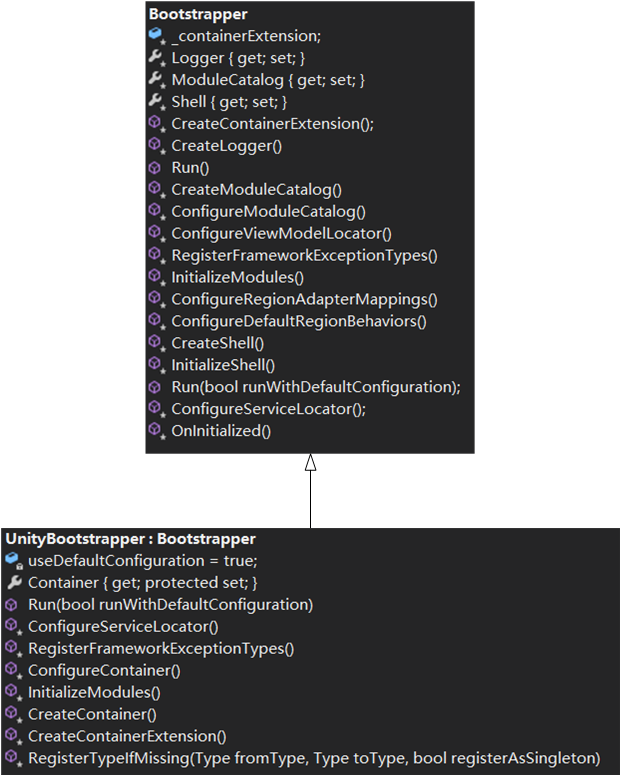 Bootstrapper
_containerExtension;
Logger { get; set; }
ModuleCatalog { get; set; }
Shell { get; set; }
CreateContainerExtension();
CreateLogger()
Run()
CreateModuleCatalog()
ConfigureModuleCatalog()
ConfigureViewModelLocator()
RegisterFrameworkExceptionTypes()
InitializeModules()
ConfigureRegionAdapterMappings()
ConfigureDefaultRegionBehaviors()
CreateShell()
InitializeShell()
Run(bool runWithDefaultConfiguration);
ConfigureServiceLocator();
OnInitialized()
UnityBootstrapper : Bootstrapper
useDefaultConfiguration = true;
Container { get; protected set; }
Run(bool runWithDefaultConfiguration)
ConfigureServiceLocator()
RegisterFrameworkExceptionTypes()
ConfigureContainer()
InitializeModules()
CreateContainer()
CreateContainerExtension()
RegisterTypeIfMissing(Type fromType, Type toType, bool registerAsSingleton)